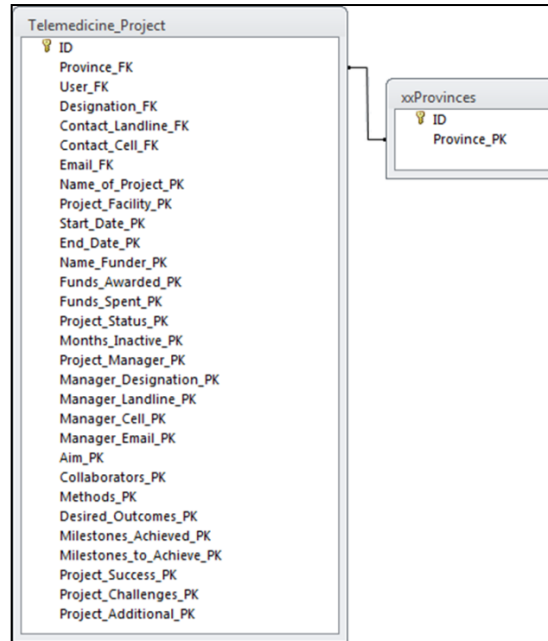 Telemedicine_Project
ID
Province_FK
User_FK
Designation_FK
Contact_Landline_FK
Contact_Cell_FK
Email_FK
Name_of_Project_PK
Project_Facility_PK
Start_Date_PK
End_Date_PK
Name_Funder_PK
Funds_Awarded_PK
Funds_Spent_PK
Project_Status_PK
Months_Inactive_PK
Project_Manager_PK
Manager_Designation_PK
Manager_Landline_PK
Manager_Cell_PK
Manager_Email_PK
Aim_PK
Collaborators_PK
Methods_PK
Desired_Outcomes_PK
Milestones_Achieved_PK
Milestones_to_Achieve_PK
Project_Success_PK
Project_Challenges_PK
Project_Additional_PK
xxProvinces
ID
Province_PK